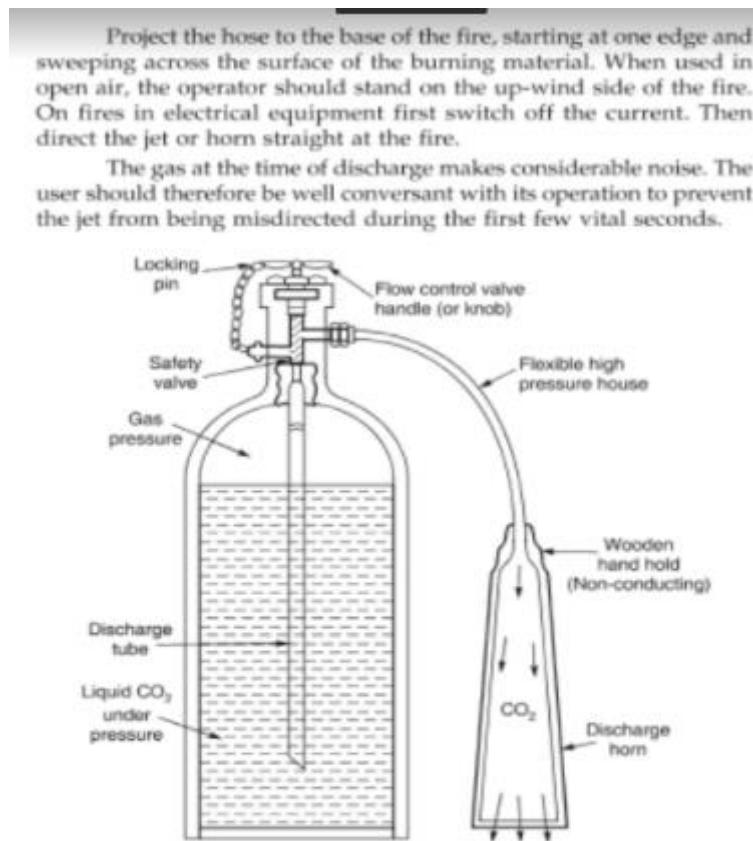 Project the hose to the base of the fire, starting at one edge and
sweeping across the surface of the burning material. When used in
open air, the operator should stand on the up-wind side of the fire.
On fires in electrical equipment first switch off the current. Then
direct the jet or horn straight at the fire.
The gas at the time of discharge makes considerable noise. The
user should therefore be well conversant with its operation to prevent
the jet from being misdirected during the first few vital seconds.
Locking
pin
Flow control valve
handle (or knob)
Safety
valve
Flexible high
pressure house
Gas
pressure
Wooden
hand hold
(Non-conducting)
Discharge
tube
Liquid CO₂
under
pressure
CO₂
Discharge
horn